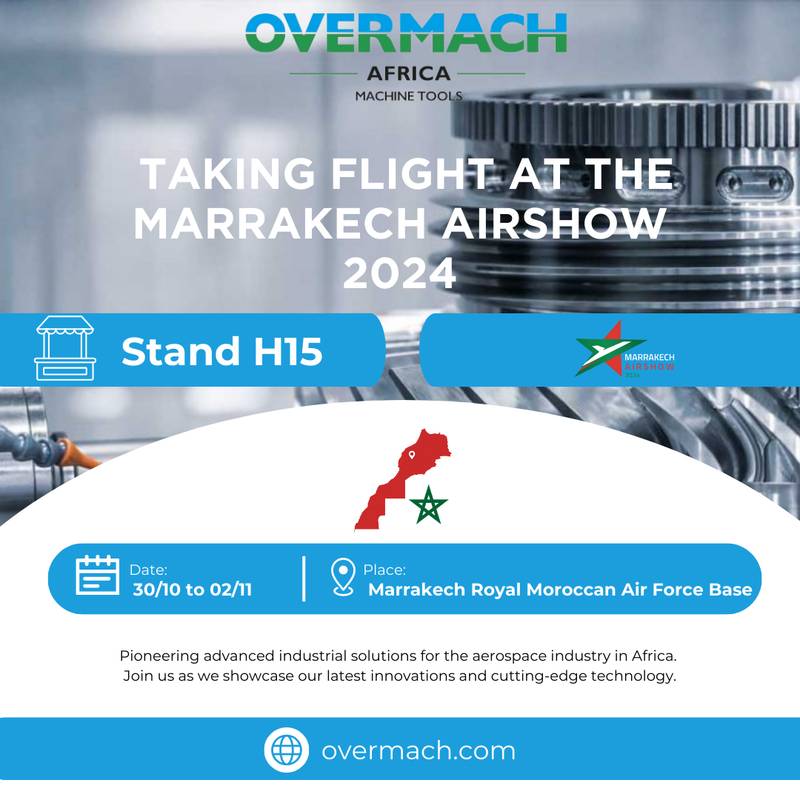 OVERMACH
AFRICA
MACHINE TOOLS
TAKING FLIGHT AT THE
MARRAKECH AIRSHOW
2024
Stand H15
MARRAKECH
AIRSHOW
2024
Date:
30/10 to 02/11
Place:
Marrakech Royal Moroccan Air Force Base
Pioneering advanced industrial solutions for the aerospace industry in Africa.
Join us as we showcase our latest innovations and cutting-edge technology.
overmach.com